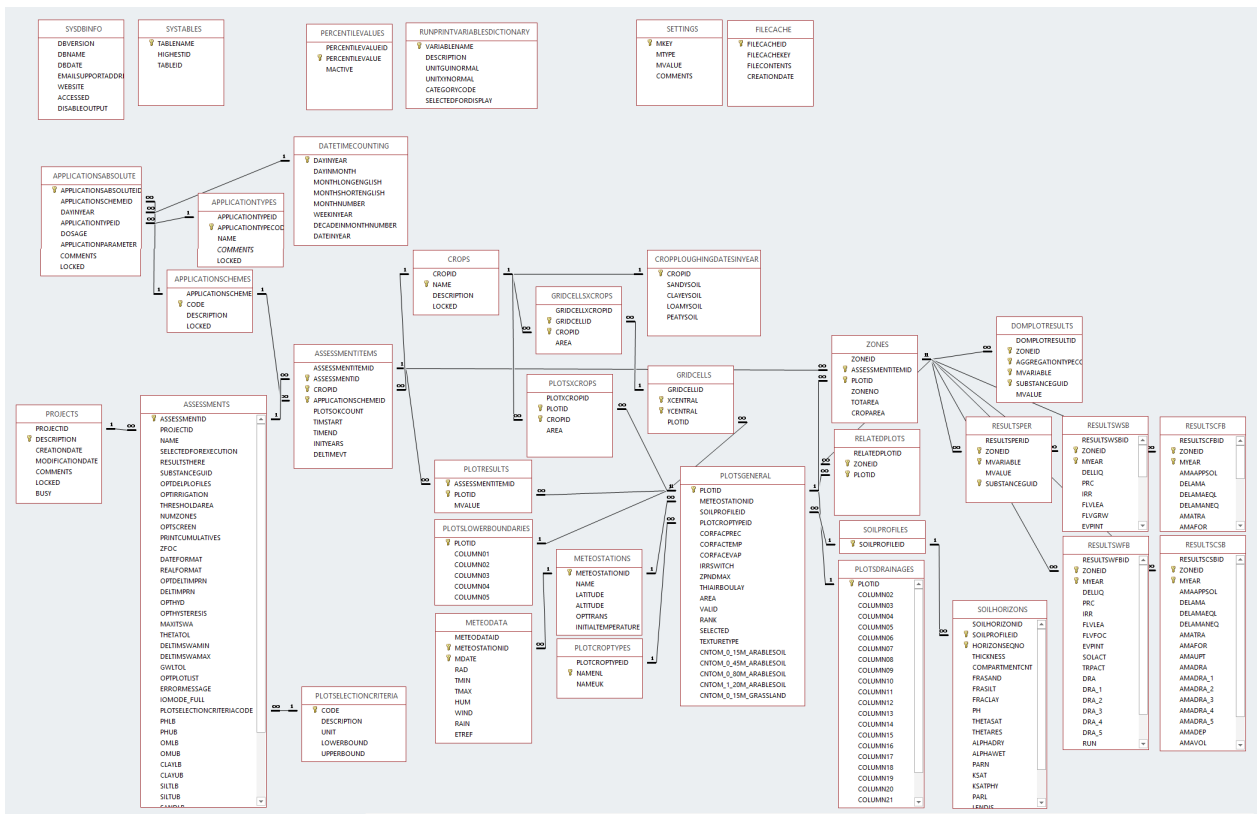 SYSDBINFO
DBVERSION
DBNAME
DBDATE
EMAILSUPPORTADDRI
WEBSITE
ACCESSED
DISABLEOUTPUT
SYSTABLES
TABLENAME
HIGHESTID
TABLEID
PERCENTILEVALUES
PERCENTILEVALUEID
PERCENTILEVALUE
MACTIVE
RUNPRINTVARIABLESDICTIONARY
VARIABLENAME
DESCRIPTION
UNITGUINORMAL
UNITXYNORMAL
CATEGORYCODE
SELECTEDFORDISPLAY
SETTINGS
MKEY
MTYPE
MVALUE
COMMENTS
FILECACHE
FILECACHEID
FILECACHEKEY
FILECONTENTS
CREATIONDATE
APPLICATIONSABSOLUTE
APPLICATIONSABSOLUTEID
APPLICATIONSCHEMEID
DAYINYEAR
APPLICATIONTYPEID
DOSAGE
APPLICATIONPARAMETER
COMMENTS
LOCKED
APPLICATIONTYPES
APPLICATIONTYPEID
APPLICATIONTYPECOD
NAME
COMMENTS
LOCKED
DATETIMECOUNTING
DAYINYEAR
DAYINMONTH
MONTHLONGENGLISH
MONTHSHORTENGLISH
MONTHNUMBER
WEEKINYEAR
DECADEINMONTHNUMBER
DATEINYEAR
APPLICATIONSCHEMES
APPLICATIONSCHEME
CODE
DESCRIPTION
LOCKED
CROPS
CROPID
NAME
DESCRIPTION
LOCKED
GRIDCELLSXCROPS
GRIDCELLXCROPID
GRIDCELLID
CROPID
AREA
CROPPLOUGHINGDATESINYEAR
CROPID
SANDYSOIL
CLAYEYSOIL
LOAMYSOIL
PEATYSOIL
ASSESSMENTITEMS
ASSESSMENTITEMID
ASSESSMENTID
CROPID
APPLICATIONSCHEMEID
PLOTSOKCOUNT
TIMSTART
TIMEND
INITYEARS
DELTIMEVT
PLOTSXCROPS
PLOTXCROPID
PLOTID
CROPID
AREA
GRIDCELLS
GRIDCELLID
XCENTRAL
YCENTRAL
PLOTID
ZONES
ZONEID
ASSESSMENTITEMID
PLOTID
ZONENO
TOTAREA
CROPAREA
DOMPLOTRESULTS
DOMPLOTRESULTID
ZONEID
AGGREGATIONTYPECC
MVARIABLE
SUBSTANCEGUID
MVALUE
PROJECTS
PROJECTID
DESCRIPTION
CREATIONDATE
MODIFICATIONDATE
COMMENTS
LOCKED
BUSY
ASSESSMENTS
ASSESSMENTID
PROJECTID
NAME
SELECTEDFOREXECUTION
RESULTSTHERE
SUBSTANCEGUID
OPTDELPLOFILES
OPTIRRIGATION
THRESHOLDAREA
NUMZONES
OPTSCREEN
PRINTCUMULATIVES
ZFOC
DATEFORMAT
REALFORMAT
OPTDELTIMPRN
DELTIMPRN
OPTHYD
OPTHYSTERESIS
MAXITSWA
THETATOL
DELTIMSWAMIN
DELTIMSWAMAX
GWLTOL
OPTPLOTLIST
ERRORMESSAGE
IOMODE_FULL
PLOTSELECTIONCRITERIACODE
PHLB
PHUB
OMLB
OMUB
CLAYLB
CLAYUB
SILTLB
SILTUB
SANDLB
PLOTSELECTIONCRITERIA
CODE
DESCRIPTION
UNIT
LOWERBOUND
UPPERBOUND
PLOTRESULTS
ASSESSMENTITEMID
PLOTID
MVALUE
PLOTSLOWERBOUNDARIES
PLOTID
COLUMN01
COLUMN02
COLUMN03
COLUMN04
COLUMN05
METEODATA
METEODATAID
METEOSTATIONID
MDATE
RAD
TMIN
TMAX
HUM
WIND
RAIN
ETREF
METEOSTATIONS
METEOSTATIONID
NAME
LATITUDE
ALTITUDE
OPTTRANS
INITIALTEMPERATURE
PLOTCROPTYPES
PLOTCROPTYPEID
NAMENL
NAMEUK
PLOTSGENERAL
PLOTID
METEOSTATIONID
SOILPROFILEID
PLOTCROPTYPEID
CORFACPREC
CORFACTEMP
CORFACEVAP
IRRSWITCH
ZPNDMAX
THIAIRBOULAY
AREA
VALID
RANK
SELECTED
TEXTURETYPE
CNTOM_0_15M_ARABLESOIL
CNTOM_0_45M_ARABLESOIL
CNTOM_0_80M_ARABLESOIL
CNTOM_1_20M_ARABLESOIL
CNTOM_0_15M_GRASSLAND
RELATEDPLOTS
RELATEDPLOTID
ZONEID
PLOTID
SOILPROFILES
SOILPROFILEID
PLOTSDRAINAGES
PLOTID
COLUMN02
COLUMN03
COLUMN04
COLUMN05
COLUMN06
COLUMN07
COLUMN08
COLUMN09
COLUMN10
COLUMN11
COLUMN12
COLUMN13
COLUMN14
COLUMN15
COLUMN16
COLUMN17
COLUMN18
COLUMN19
COLUMN20
COLUMN21
RESULTSPER
RESULTSPERID
ZONEID
MVARIABLE
MVALUE
SUBSTANCEGUID
SOILHORIZONS
SOILHORIZONID
SOILPROFILEID
HORIZONSEQNO
THICKNESS
COMPARTMENTCNT
FRASAND
FRASILT
FRACLAY
PH
THETASAT
THETARES
ALPHADRY
ALPHAWET
PARN
KSAT
KSATPHY
PARL
LENDIS
RESULTSWSB
RESULTSWSBID
ZONEID
MYEAR
DELLIQ
PRC
IRR
FLVLEA
FLVGRW
EVPINT
RESULTSCFB
RESULTSCFBID
ZONEID
MYEAR
AMAAPPSOL
DELAMA
DELAMAEQL
DELAMANEQ
AMATRA
AMAFOR
RESULTSWFB
RESULTSWFBID
ZONEID
MYEAR
DELLIQ
PRC
IRR
FLVLEA
FLVFOC
EVPINT
SOLACT
TRPACT
DRA
DRA_1
DRA_2
DRA_3
DRA_4
DRA_5
RUN
RESULTSCSB
RESULTSCSBID
ZONEID
MYEAR
AMAAPPSOL
DELAMA
DELAMAEQL
DELAMANEQ
AMATRA
AMAFOR
AMAUPT
AMADRA
AMADRA_1
AMADRA_2
AMADRA_3
AMADRA_4
AMADRA_5
AMADEP
AMAVOL